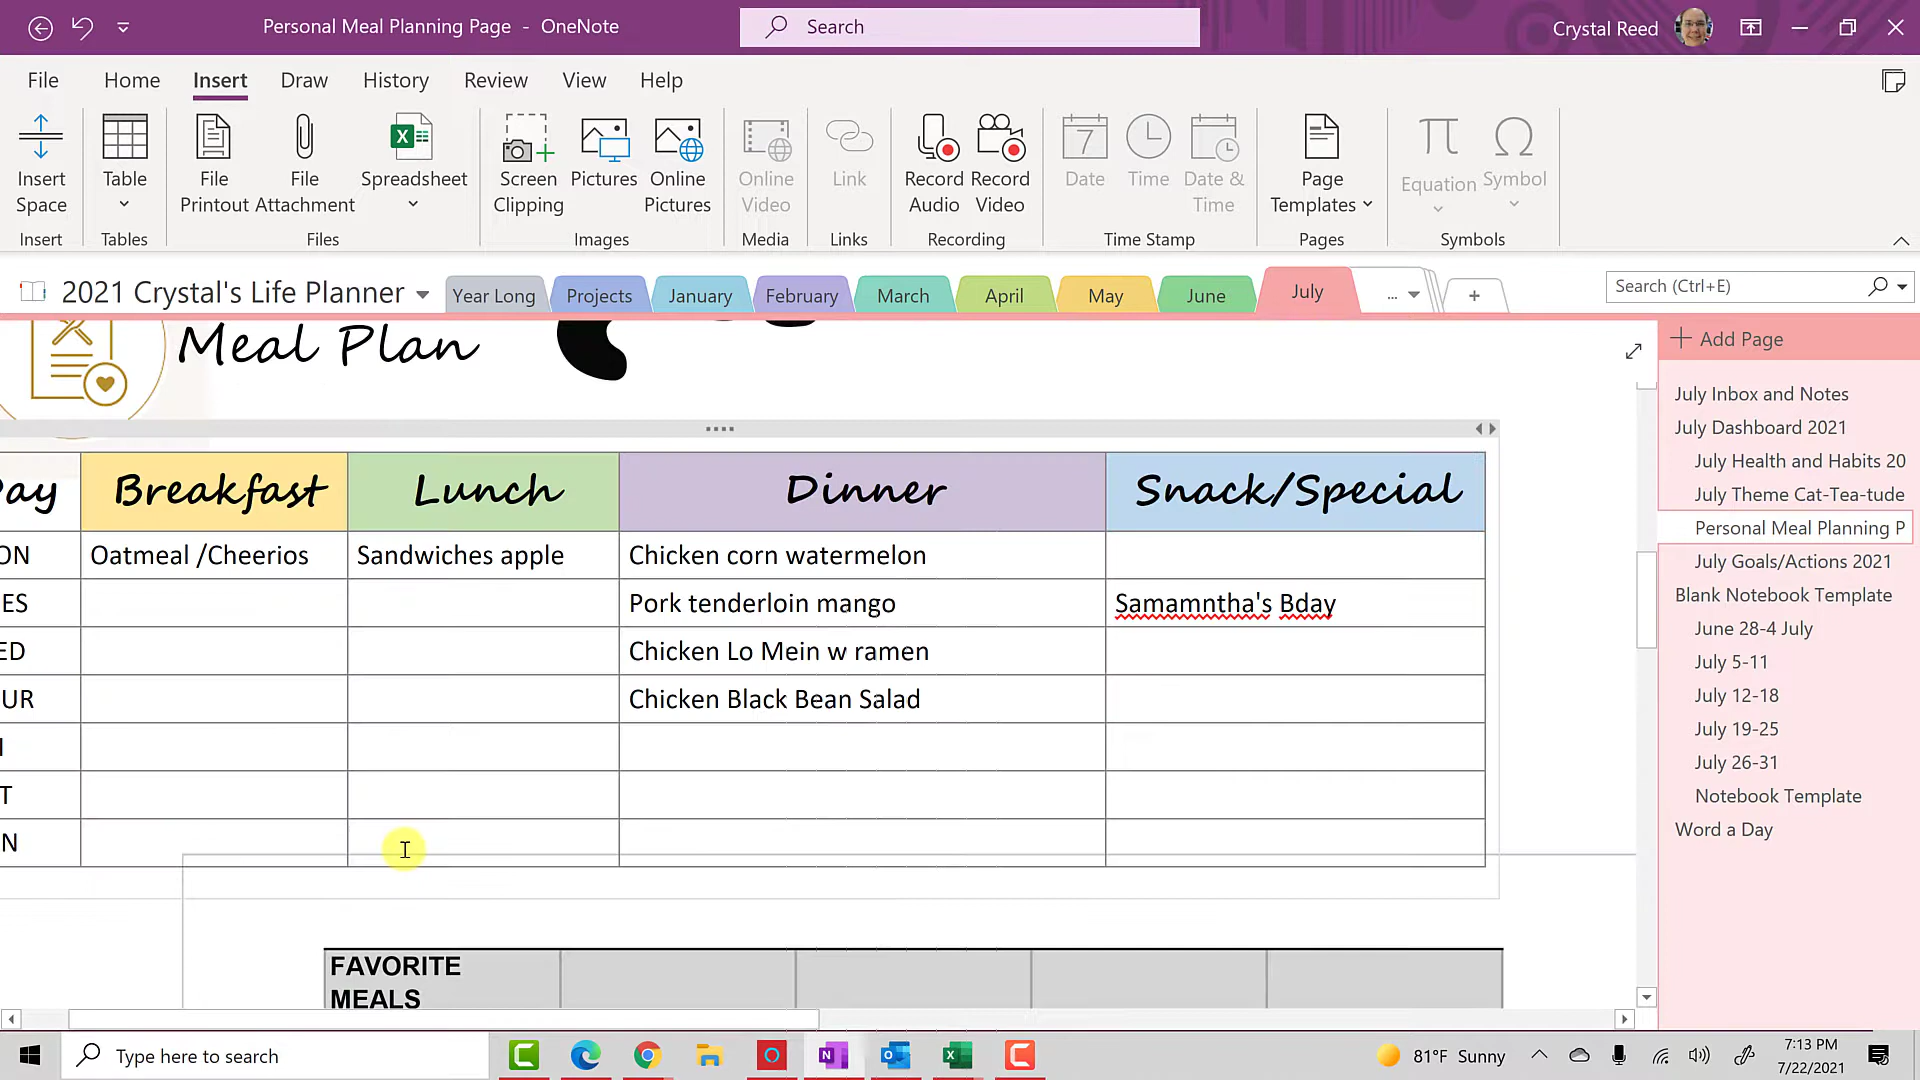 Personal Meal Planning Page - OneNote
Search
Crystal Reed
File Home Insert Draw History Review View Help
Insert Space
Table
File Printout
File Attachment
Spreadsheet
Screen Clipping
Pictures
Online Pictures
Online Video
Link
Record Audio
Record Video
Date
Time
Date & Time
Page Templates
Equation
Symbol
Insert Tables Files Images Media Links Recording Time Stamp Pages Symbols
2021 Crystal's Life Planner
Year Long Projects January February March April May June July ... +
Search (Ctrl+E)
Meal Plan
ay Breakfast Lunch Dinner Snack/Special
ON Oatmeal /Cheerios Sandwiches apple Chicken corn watermelon
ES Pork tenderloin mango Samamntha's Bday
ED Chicken Lo Mein w ramen
UR Chicken Black Bean Salad
I
T
N
FAVORITE
MEALS
Add Page
July Inbox and Notes
July Dashboard 2021
July Health and Habits 20
July Theme Cat-Tea-tude
Personal Meal Planning P
July Goals/Actions 2021
Blank Notebook Template
June 28-4 July
July 5-11
July 12-18
July 19-25
July 26-31
Notebook Template
Word a Day
Type here to search
81°F Sunny
7:13 PM
7/22/2021